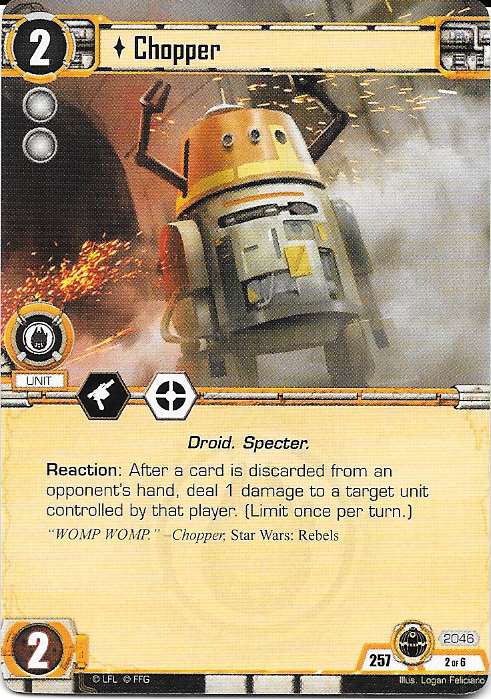 2
Chopper
UNIT
Droid. Specter.
Reaction: After a card is discarded from an
opponent's hand, deal 1 damage to a target unit
controlled by that player. (Limit once per turn.)
"WOMP WOMP." –Chopper, Star Wars: Rebels
2
2046
257
2 OF 6
© LFL © FFG
Illus. Logan Feliciano